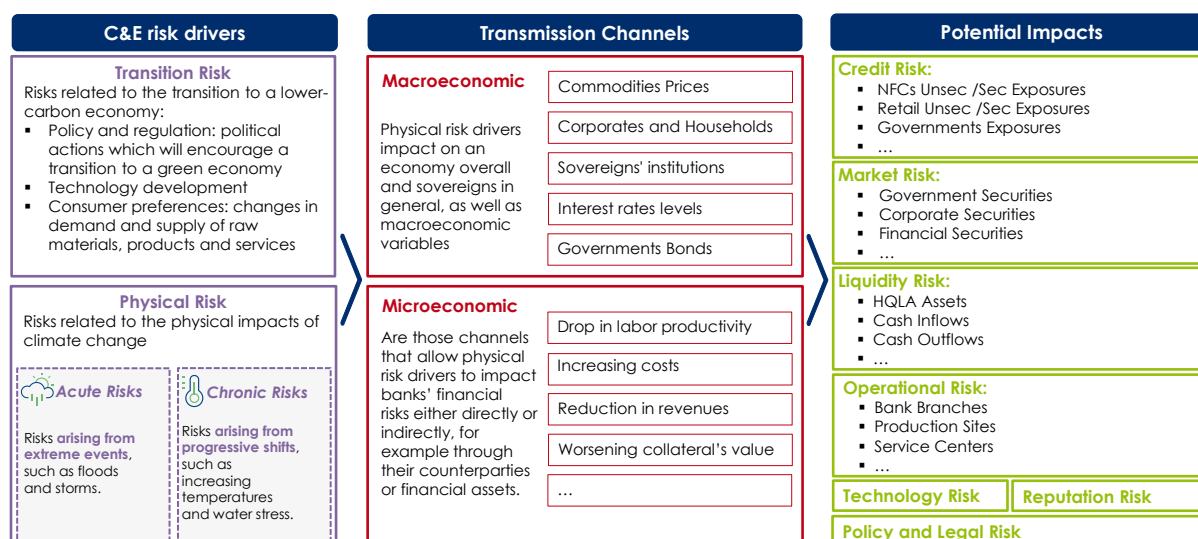 C&E risk drivers
Transition Risk
Risks related to the transition to a lower-
carbon economy:
▪ Policy and regulation: political
actions which will encourage a
transition to a green economy
▪ Technology development
▪ Consumer preferences: changes in
demand and supply of raw
materials, products and services
Physical Risk
Risks related to the physical impacts of
climate change
Acute Risks
Risks arising from
extreme events,
such as floods
and storms.
Chronic Risks
Risks arising from
progressive shifts,
such as
increasing
temperatures
and water stress.
Transmission Channels
Macroeconomic
Physical risk drivers
impact on an
economy overall
and sovereigns in
general, as well as
macroeconomic
variables
Commodities Prices
Corporates and Households
Sovereigns' institutions
Interest rates levels
Governments Bonds
Microeconomic
Are those channels
that allow physical
risk drivers to impact
banks' financial
risks either directly or
indirectly, for
example through
their counterparties
or financial assets.
Drop in labor productivity
Increasing costs
Reduction in revenues
Worsening collateral's value
…
Potential Impacts
Credit Risk:
▪ NFCs Unsec /Sec Exposures
▪ Retail Unsec /Sec Exposures
▪ Governments Exposures
▪ …
Market Risk:
▪ Government Securities
▪ Corporate Securities
▪ Financial Securities
▪ …
Liquidity Risk:
▪ HQLA Assets
▪ Cash Inflows
▪ Cash Outflows
▪ …
Operational Risk:
▪ Bank Branches
▪ Production Sites
▪ Service Centers
▪ …
Technology Risk
Reputation Risk
Policy and Legal Risk